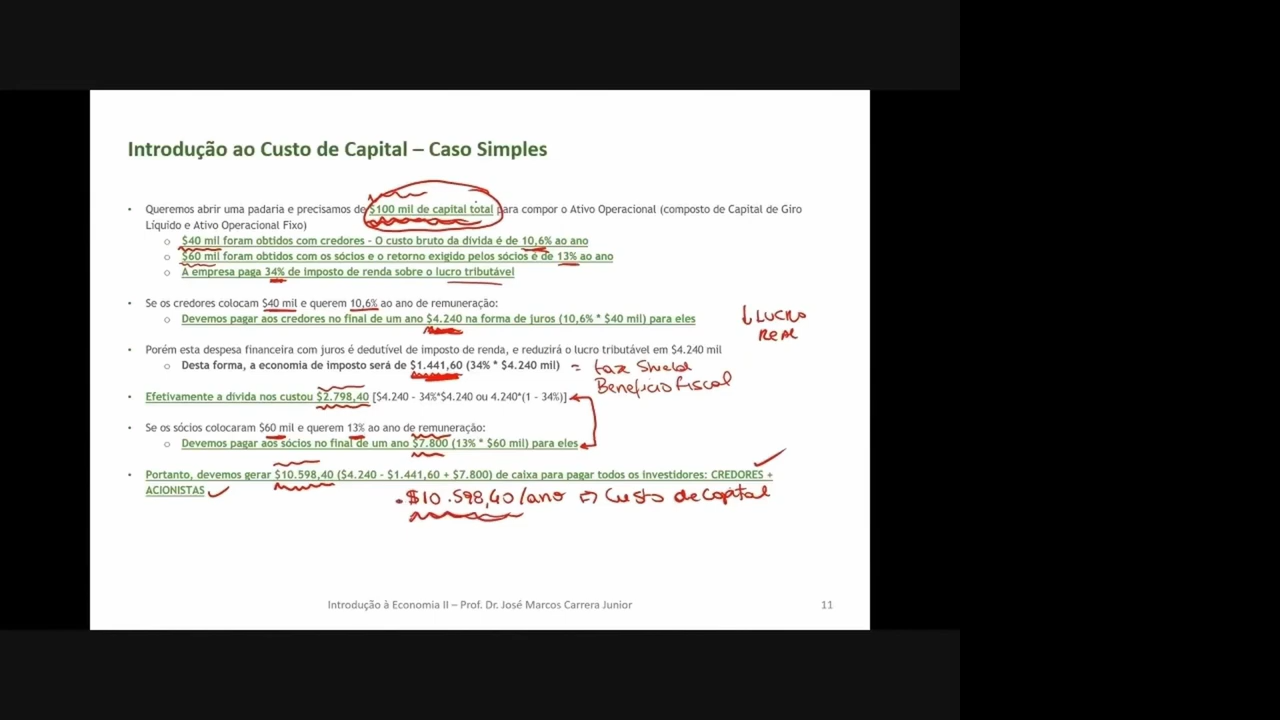 Introdução ao Custo de Capital – Caso Simples
• Queremos abrir uma padaria e precisamos de $100 mil de capital total para compor o Ativo Operacional (composto de Capital de Giro
Líquido e Ativo Operacional Fixo)
○ $40 mil foram obtidos com credores - O custo bruto da dívida é de 10,6% ao ano
○ $60 mil foram obtidos com os sócios e o retorno exigido pelos sócios é de 13% ao ano
○ A empresa paga 34% de imposto de renda sobre o lucro tributável
• Se os credores colocam $40 mil e querem 10,6% ao ano de remuneração:
○ Devemos pagar aos credores no final de um ano $4.240 na forma de juros (10,6% * $40 mil) para eles
↓ LUCRO
REAL
• Porém esta despesa financeira com juros é dedutível de imposto de renda, e reduzirá o lucro tributável em $4.240 mil
○ Desta forma, a economia de imposto será de $1.441,60 (34% * $4.240 mil) = tax Shield
Benefício fiscal
• Efetivamente a dívida nos custou $2.798,40 [$4.240 - 34%*$4.240 ou 4.240*(1 - 34%)]
• Se os sócios colocaram $60 mil e querem 13% ao ano de remuneração:
○ Devemos pagar aos sócios no final de um ano $7.800 (13% * $60 mil) para eles
• Portanto, devemos gerar $10.598,40 ($4.240 - $1.441,60 + $7.800) de caixa para pagar todos os investidores: CREDORES +
ACIONISTAS
. $10.598,40/ano ⇨ Custo de capital
Introdução à Economia II – Prof. Dr. José Marcos Carrera Junior 11